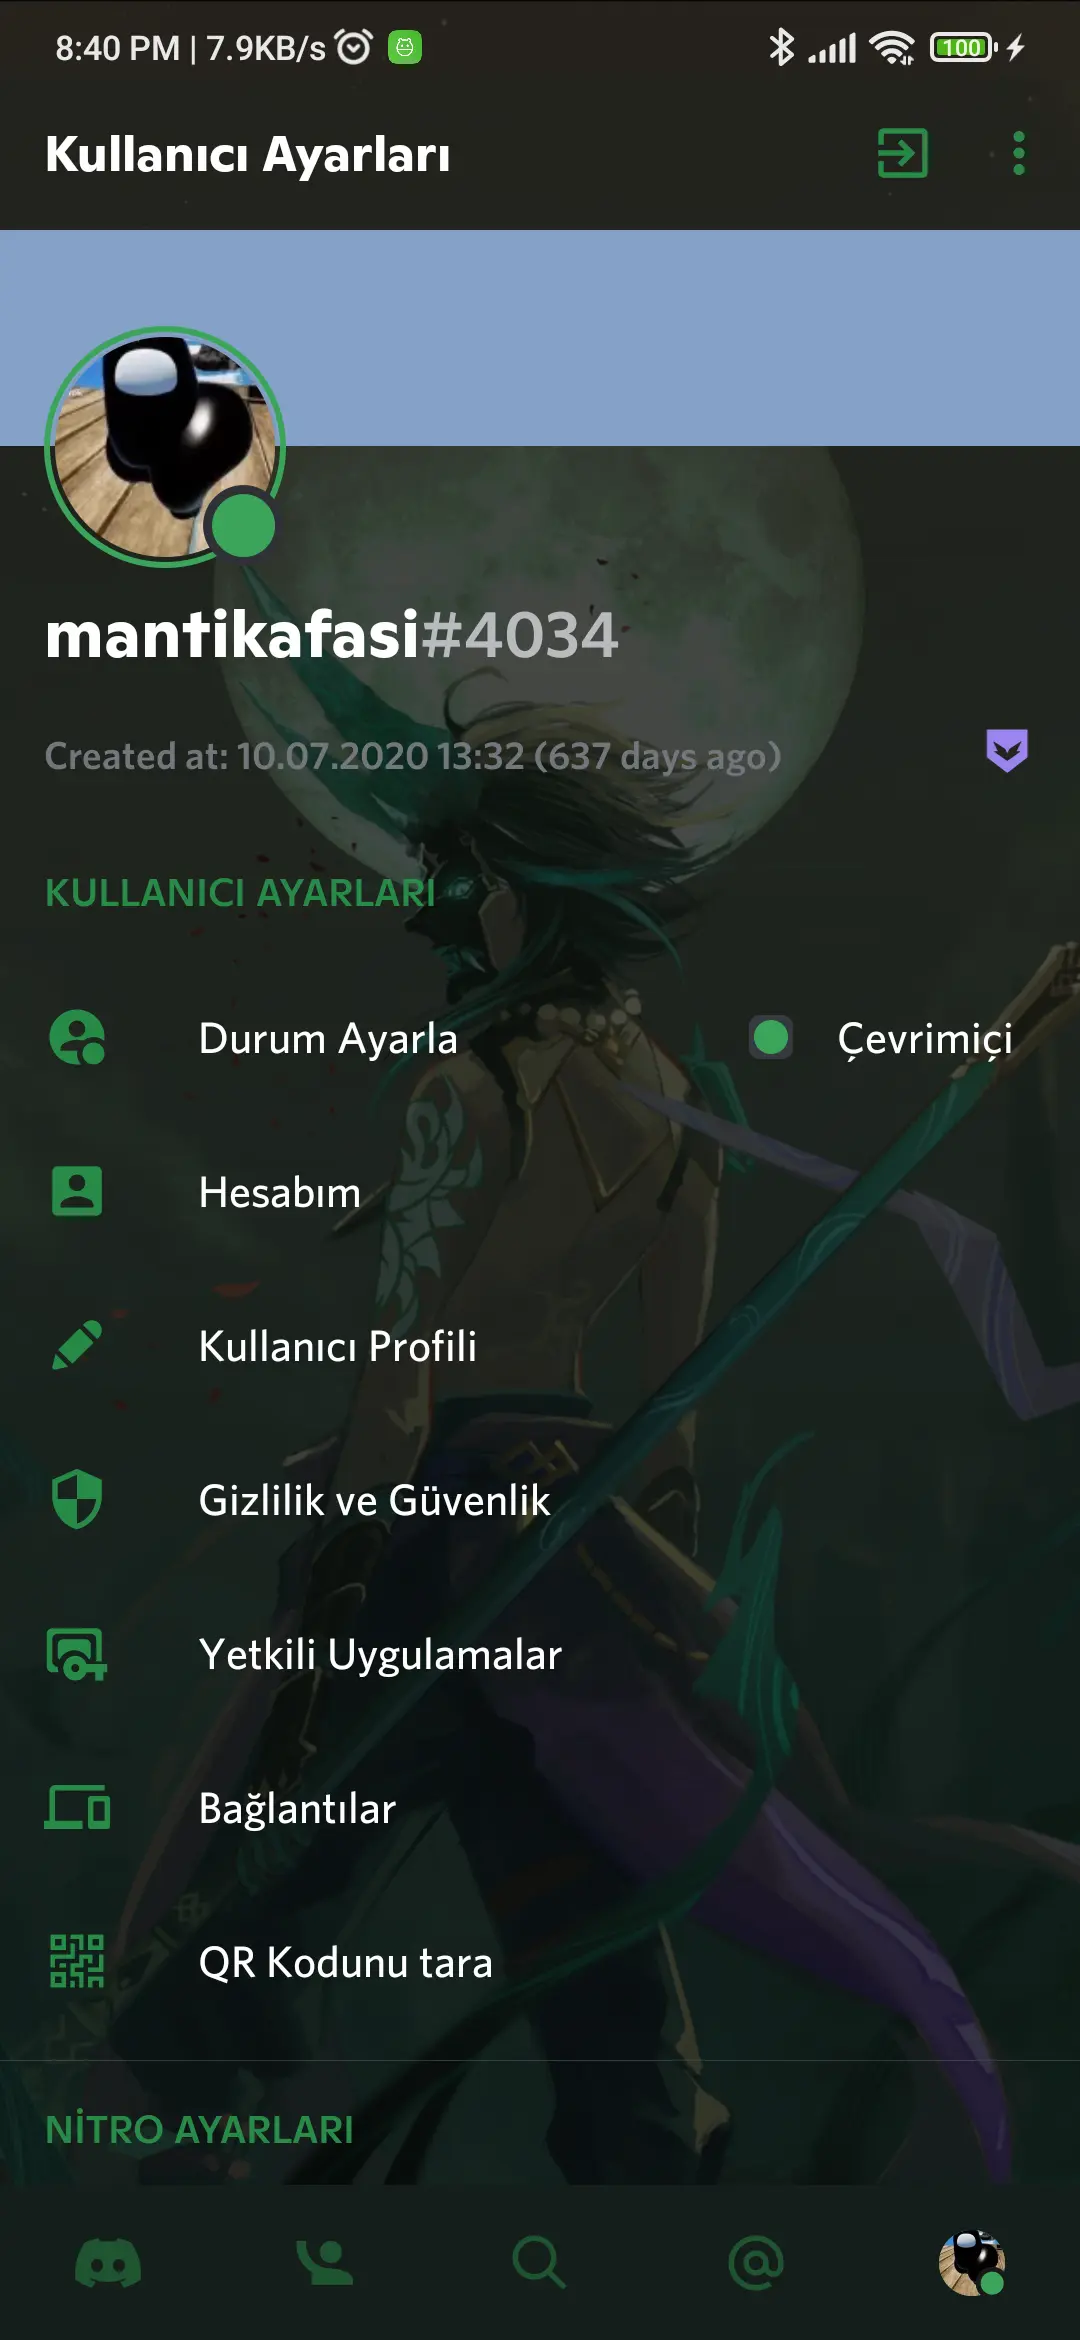 8:40 PM | 7.9KB/s 100
Kullanıcı Ayarları
mantikafasi#4034
Created at: 10.07.2020 13:32 (637 days ago)
KULLANICI AYARLARI
Durum Ayarla Çevrimiçi
Hesabım
Kullanıcı Profili
Gizlilik ve Güvenlik
Yetkili Uygulamalar
Bağlantılar
QR Kodunu tara
NİTRO AYARLARI